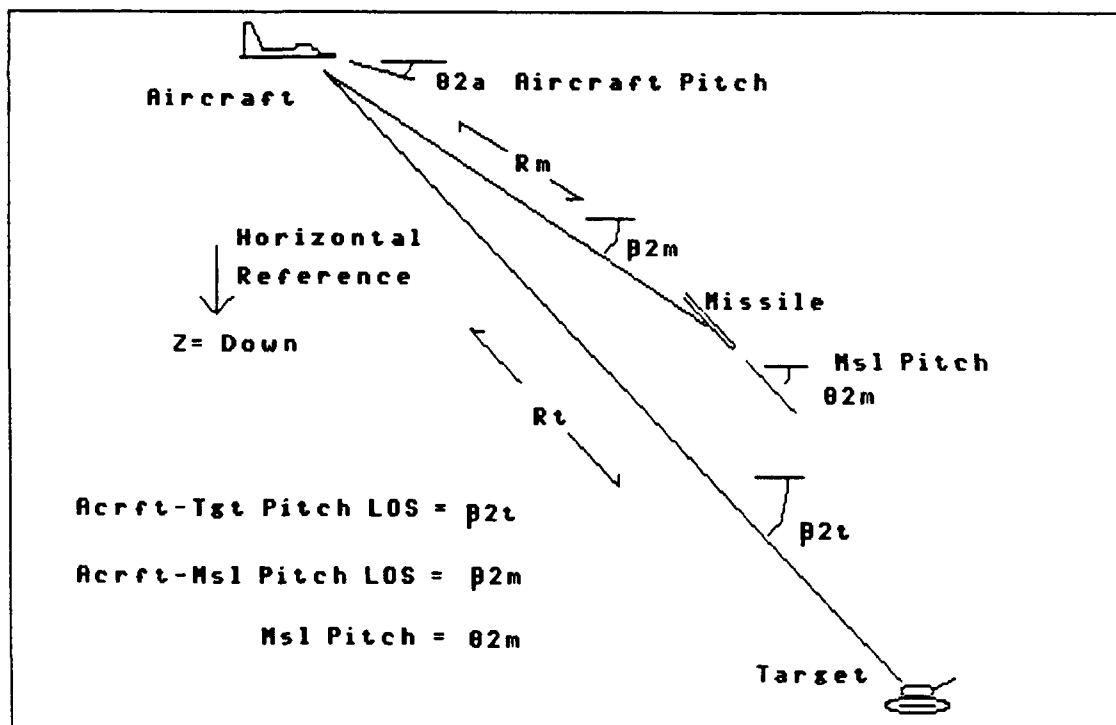 Aircraft
θ2a Aircraft Pitch
Rm
β2m
Horizontal
Reference
Z= Down
Missile
Msl Pitch
θ2m
Rt
β2t
Acrft-Tgt Pitch LOS = β2t
Acrft-Msl Pitch LOS = β2m
Msl Pitch = θ2m
Target